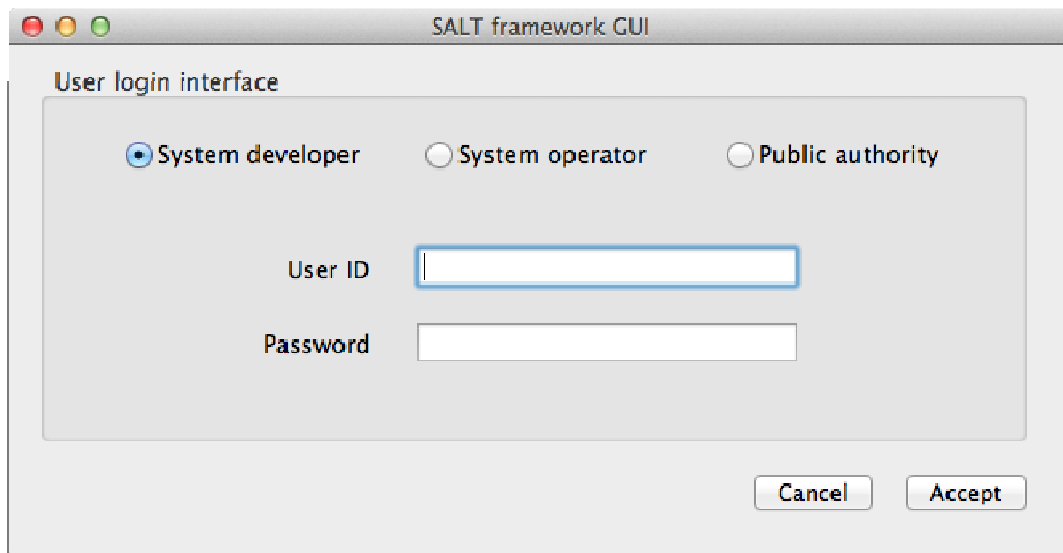 SALT framework GUI
User login interface
System developer System operator Public authority
User ID
Password
Cancel Accept